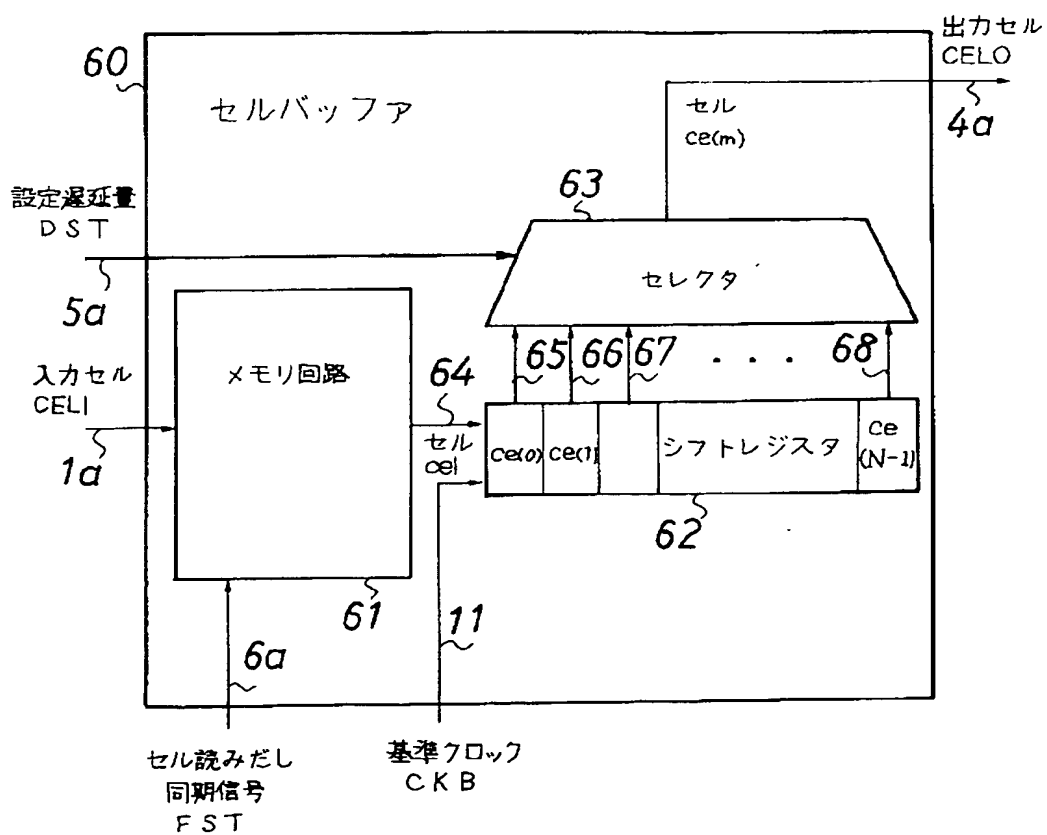 出力セル
CELO
60
セルバッファ
セル
ce(m)
4a
設定遅延量
DST
63
セレクタ
5a
65
66
67
. . .
68
メモリ回路
入力セル
CELI
64
セル
cel
1a
ce(0)
ce(1)
シフトレジスタ
ce
(N-1)
62
61
11
6a
セル読みだし
同期信号
FST
基準クロック
CKB